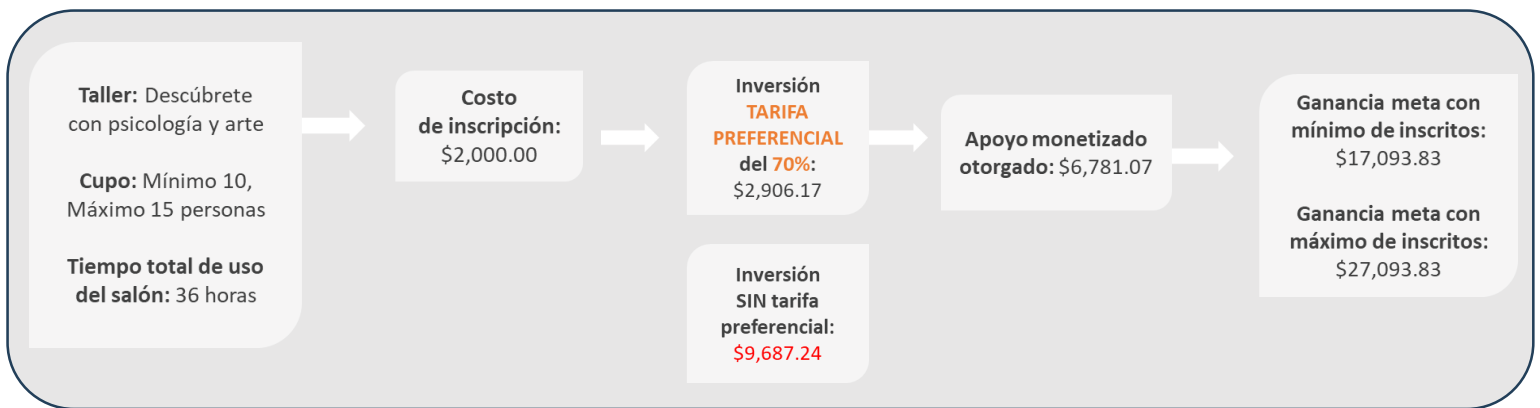 Taller: Descúbrete
con psicología y arte
Cupo: Mínimo 10,
Máximo 15 personas
Tiempo total de uso
del salón: 36 horas
Costo
de inscripción:
$2,000.00
Inversión
TARIFA
PREFERENCIAL
del 70%:
$2,906.17
Inversión
SIN tarifa
preferencial:
$9,687.24
Apoyo monetizado
otorgado: $6,781.07
Ganancia meta con
mínimo de inscritos:
$17,093.83
Ganancia meta con
máximo de inscritos:
$27,093.83